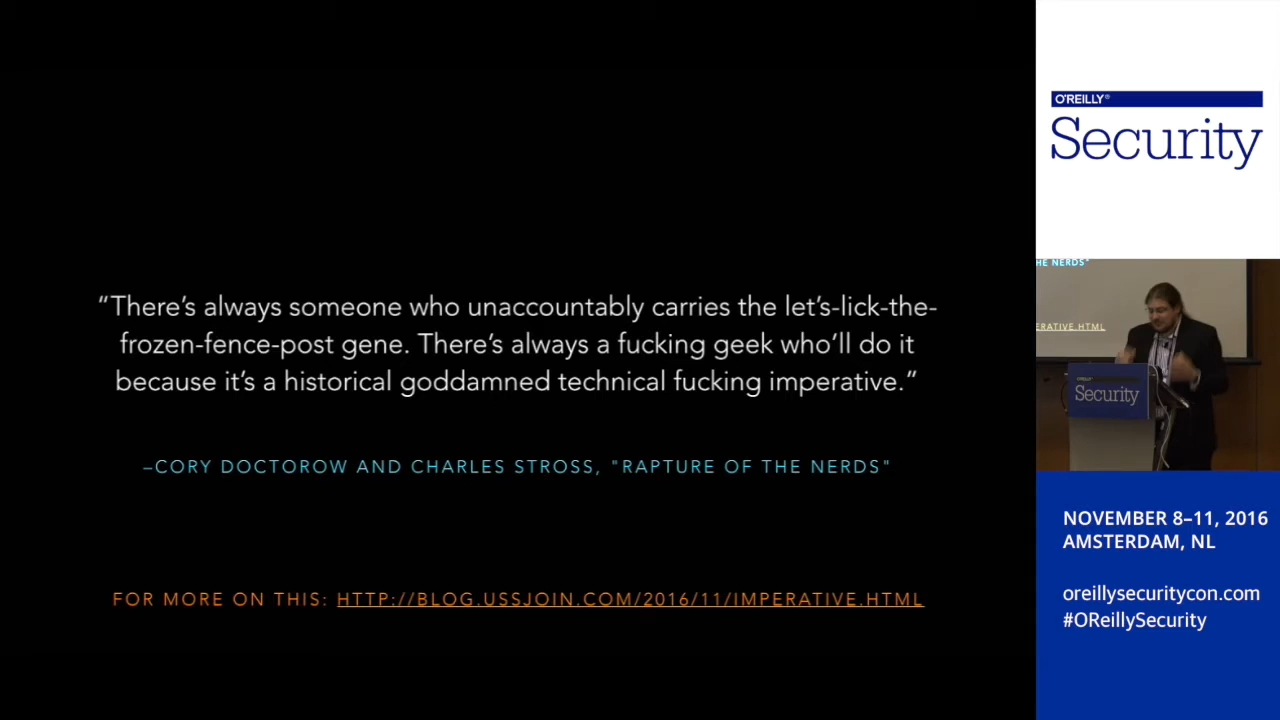 “There’s always someone who unaccountably carries the let’s-lick-the-
frozen-fence-post gene. There’s always a fucking geek who’ll do it
because it’s a historical goddamned technical fucking imperative.”
–CORY DOCTOROW AND CHARLES STROSS, "RAPTURE OF THE NERDS"
FOR MORE ON THIS: HTTP://BLOG.USSJOIN.COM/2016/11/IMPERATIVE.HTML
O'REILLY®
Security
HE NERDS"
ERATIVE.HTML
Security
NOVEMBER 8–11, 2016
AMSTERDAM, NL
oreillysecuritycon.com
#OReillySecurity